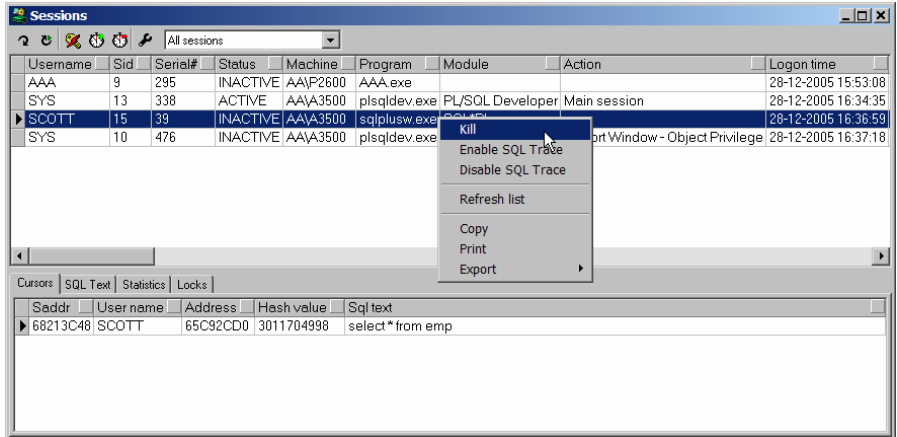 Sessions
All sessions
Username Sid Serial# Status Machine Program Module Action Logon time
AAA 9 295 INACTIVE AA\P2600 AAA.exe 28-12-2005 15:53:08
SYS 13 338 ACTIVE AA\A3500 plsqldev.exe PL/SQL Developer Main session 28-12-2005 16:34:35
SCOTT 15 39 INACTIVE AA\A3500 sqlplusw.exe 28-12-2005 16:36:59
SYS 10 476 INACTIVE AA\A3500 plsqldev.exe ort Window - Object Privilege 28-12-2005 16:37:18
Kill
Enable SQL Trace
Disable SQL Trace
Refresh list
Copy
Print
Export
Cursors SQL Text Statistics Locks
Saddr User name Address Hash value Sql text
68213C48 SCOTT 65C92CD0 3011704998 select * from emp